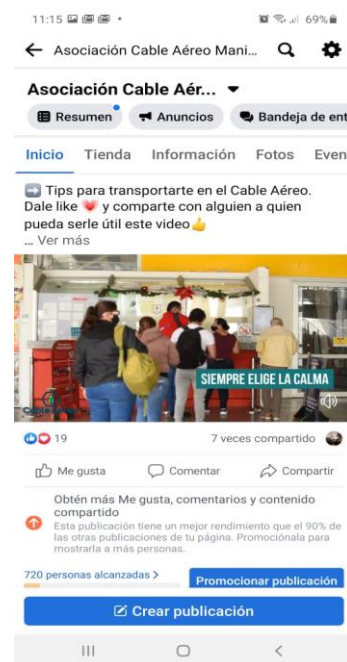 11:15
69%
Asociación Cable Aéreo Mani...
Asociación Cable Aér...
Resumen Anuncios Bandeja de ent
Inicio Tienda Información Fotos Even
Tips para transportarte en el Cable Aéreo.
Dale like y comparte con alguien a quien
pueda serle útil este video
... Ver más
SIEMPRE ELIGE LA CALMA
Cable Aéreo
19 7 veces compartido
Me gusta Comentar Compartir
Obtén más Me gusta, comentarios y contenido
compartido
Esta publicación tiene un mejor rendimiento que el 90% de
las otras publicaciones de tu página. Promociónala para
mostrarla a más personas.
720 personas alcanzadas >
Promocionar publicación
Crear publicación